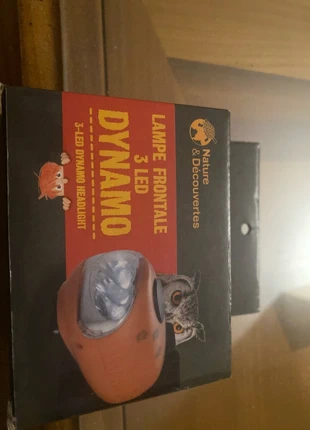 Nature
& Découvertes
LAMPE FRONTALE
3 LED
DYNAMO
3-LED DYNAMO HEADLIGHT